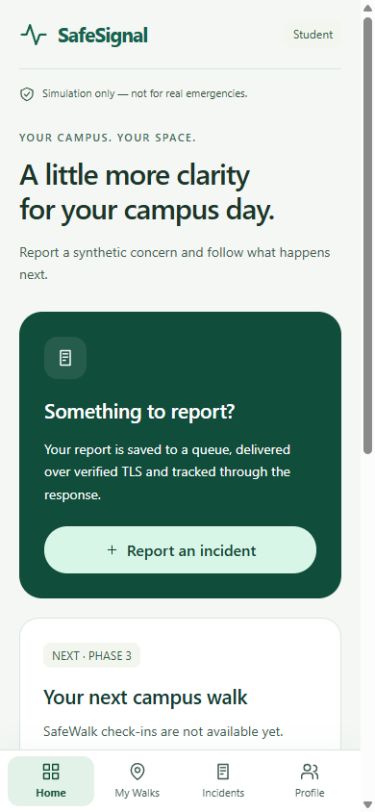 SafeSignal
Student
Simulation only — not for real emergencies.
YOUR CAMPUS. YOUR SPACE.
A little more clarity
for your campus day.
Report a synthetic concern and follow what happens
next.
Something to report?
Your report is saved to a queue, delivered
over verified TLS and tracked through the
response.
+ Report an incident
NEXT · PHASE 3
Your next campus walk
SafeWalk check-ins are not available yet.
Home
My Walks
Incidents
Profile